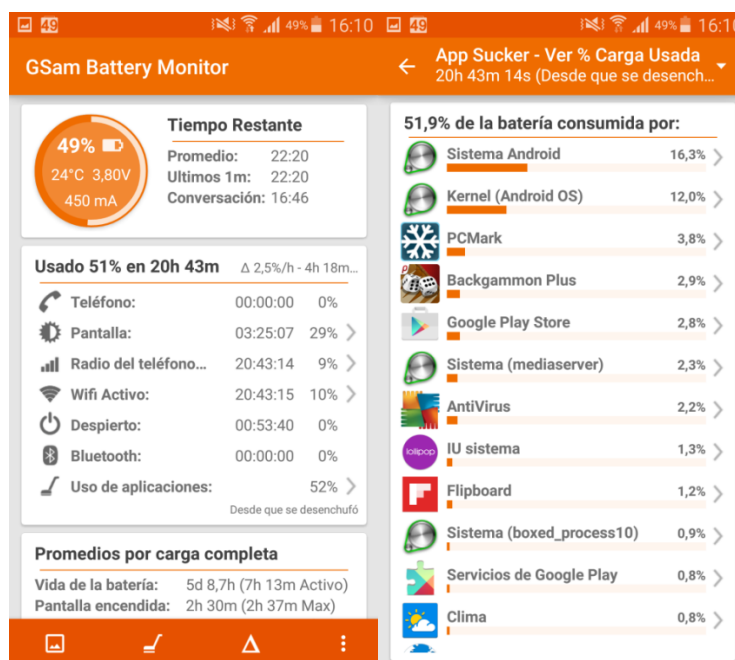 49 49% 16:10
GSam Battery Monitor
49%
24°C 3,80V
450 mA
Tiempo Restante
Promedio: 22:20
Ultimos 1m: 22:20
Conversación: 16:46
Usado 51% en 20h 43m Δ 2,5%/h - 4h 18m...
Teléfono: 00:00:00 0%
Pantalla: 03:25:07 29%
Radio del teléfono... 20:43:14 9%
Wifi Activo: 20:43:15 10%
Despierto: 00:53:40 0%
Bluetooth: 00:00:00 0%
Uso de aplicaciones: 52%
Desde que se desenchufó
Promedios por carga completa
Vida de la batería: 5d 8,7h (7h 13m Activo)
Pantalla encendida: 2h 30m (2h 37m Max)
Δ
49 49% 16:10
App Sucker - Ver % Carga Usada
20h 43m 14s (Desde que se desench...
51,9% de la batería consumida por:
Sistema Android 16,3%
Kernel (Android OS) 12,0%
PCMark 3,8%
Backgammon Plus 2,9%
Google Play Store 2,8%
Sistema (mediaserver) 2,3%
AntiVirus 2,2%
lollipop IU sistema 1,3%
Flipboard 1,2%
Sistema (boxed_process10) 0,9%
Servicios de Google Play 0,8%
Clima 0,8%